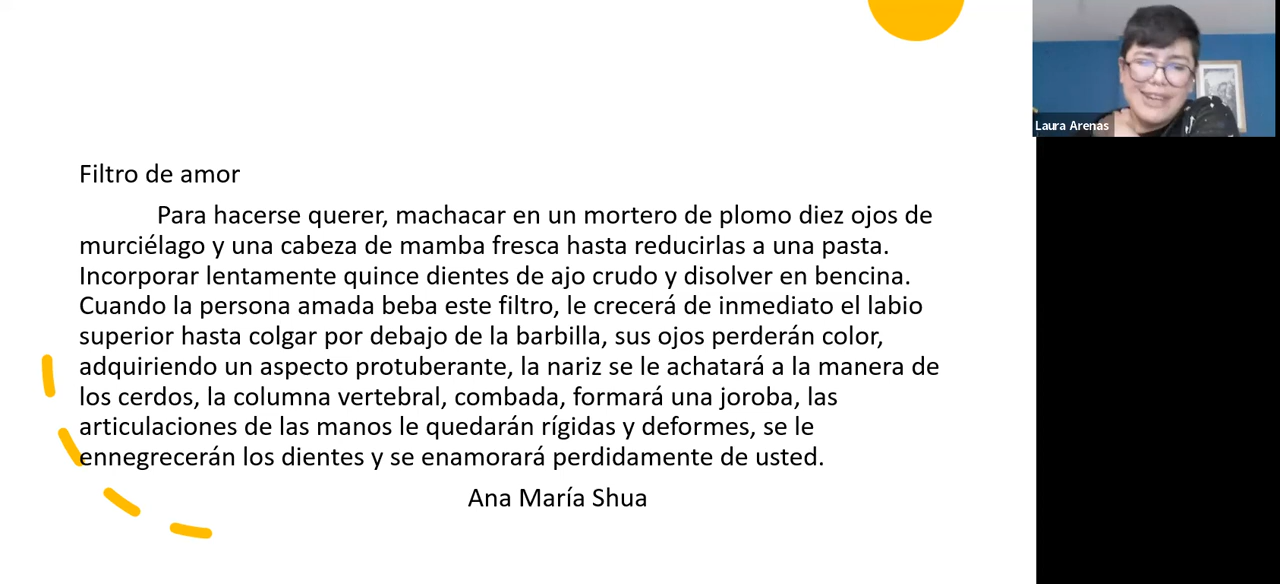 Laura Arenas
Filtro de amor
Para hacerse querer, machacar en un mortero de plomo diez ojos de
murciélago y una cabeza de mamba fresca hasta reducirlas a una pasta.
Incorporar lentamente quince dientes de ajo crudo y disolver en bencina.
Cuando la persona amada beba este filtro, le crecerá de inmediato el labio
superior hasta colgar por debajo de la barbilla, sus ojos perderán color,
adquiriendo un aspecto protuberante, la nariz se le achatará a la manera de
los cerdos, la columna vertebral, combada, formará una joroba, las
articulaciones de las manos le quedarán rígidas y deformes, se le
ennegrecerán los dientes y se enamorará perdidamente de usted.
Ana María Shua